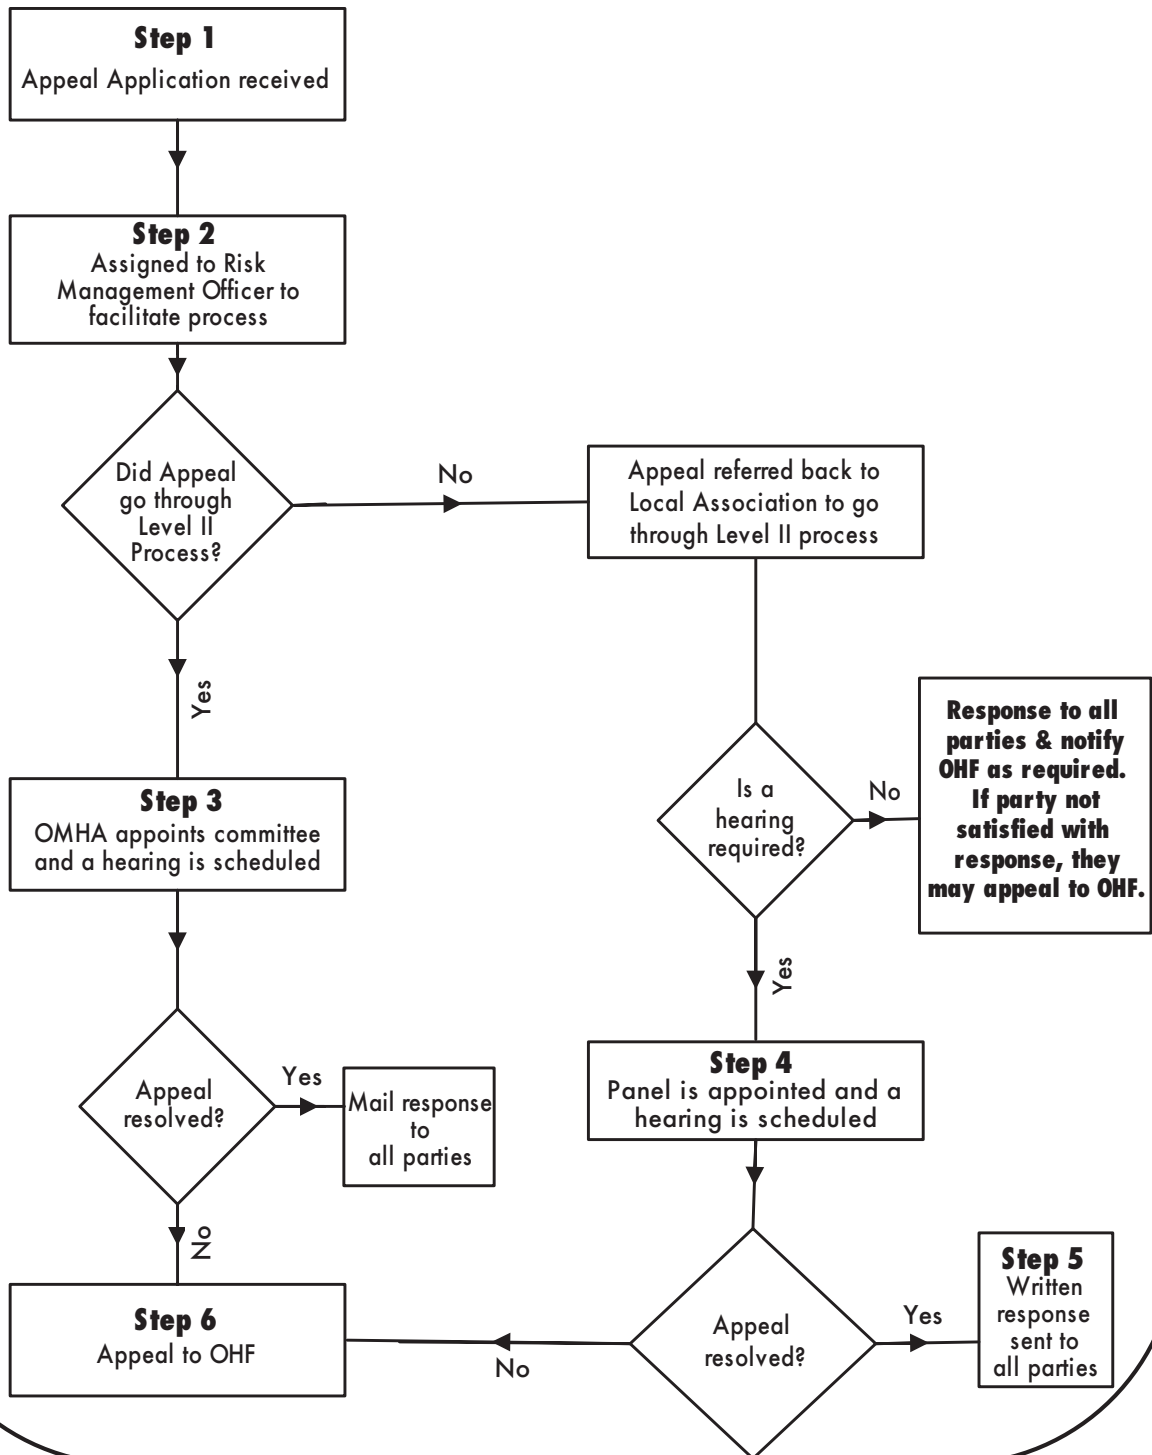 Step 1
Appeal Application received
Step 2
Assigned to Risk
Management Officer to
facilitate process
Did Appeal
go through
Level II
Process?
No
Appeal referred back to
Local Association to go
through Level II process
Yes
Step 3
OMHA appoints committee
and a hearing is scheduled
Is a
hearing
required?
No
Response to all
parties & notify
OHF as required.
If party not
satisfied with
response, they
may appeal to OHF.
Yes
Step 4
Panel is appointed and a
hearing is scheduled
Appeal
resolved?
Yes
Mail response
to
all parties
No
Step 6
Appeal to OHF
No
Appeal
resolved?
Yes
Step 5
Written
response
sent to
all parties